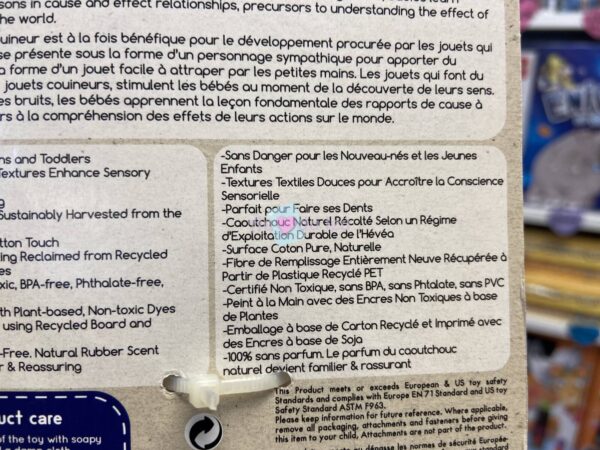 sons in cause and effect relationships, precursors to understanding the effect of
he world.
uineur est à la fois bénéfique pour le développement procurée par les jouets qui
se présente sous la forme d'un personnage sympathique pour apporter du
a forme d'un jouet facile à attraper par les petites mains. Les jouets qui font du
jouets couineurs, stimulent les bébés au moment de la découverte de leurs sens.
es bruits, les bébés apprennent la leçon fondamentale des rapports de cause à
rs à la compréhension des effets de leurs actions sur le monde.
ns and Toddlers
Textures Enhance Sensory
g
Sustainably Harvested from the
tton Touch
ing Reclaimed from Recycled
es
xic, BPA-free, Phthalate-free,
th Plant-based, Non-toxic Dyes
using Recycled Board and
-Free. Natural Rubber Scent
r & Reassuring
-Sans Danger pour les Nouveau-nés et les Jeunes
Enfants
-Textures Textiles Douces pour Accroître la Conscience
Sensorielle
-Parfait pour Faire ses Dents
-Caoutchouc Naturel Récolté Selon un Régime
d'Exploitation Durable de l'Hévéa
-Surface Coton Pure, Naturelle
-Fibre de Remplissage Entièrement Neuve Récupérée à
Partir de Plastique Recyclé PET
-Certifié Non Toxique, sans BPA, sans Phtalate, sans PVC
-Peint à la Main avec des Encres Non Toxiques à base
de Plantes
-Emballage à base de Carton Recyclé et Imprimé avec
des Encres à base de Soja
-100% sans parfum. Le parfum du caoutchouc
naturel devient familier & rassurant
This Product meets or exceeds European & US toy safety
Standards and complies with Europe EN 71 Standard and US toy
Safety Standard ASTM F963.
Please keep information for future reference. Where applicable,
remove all packaging, attachments and fasteners before giving
this item to your child, Attachments are not part of the product.
uct care
of the toy with soapy
dépasse les normes de sécurité Europée-